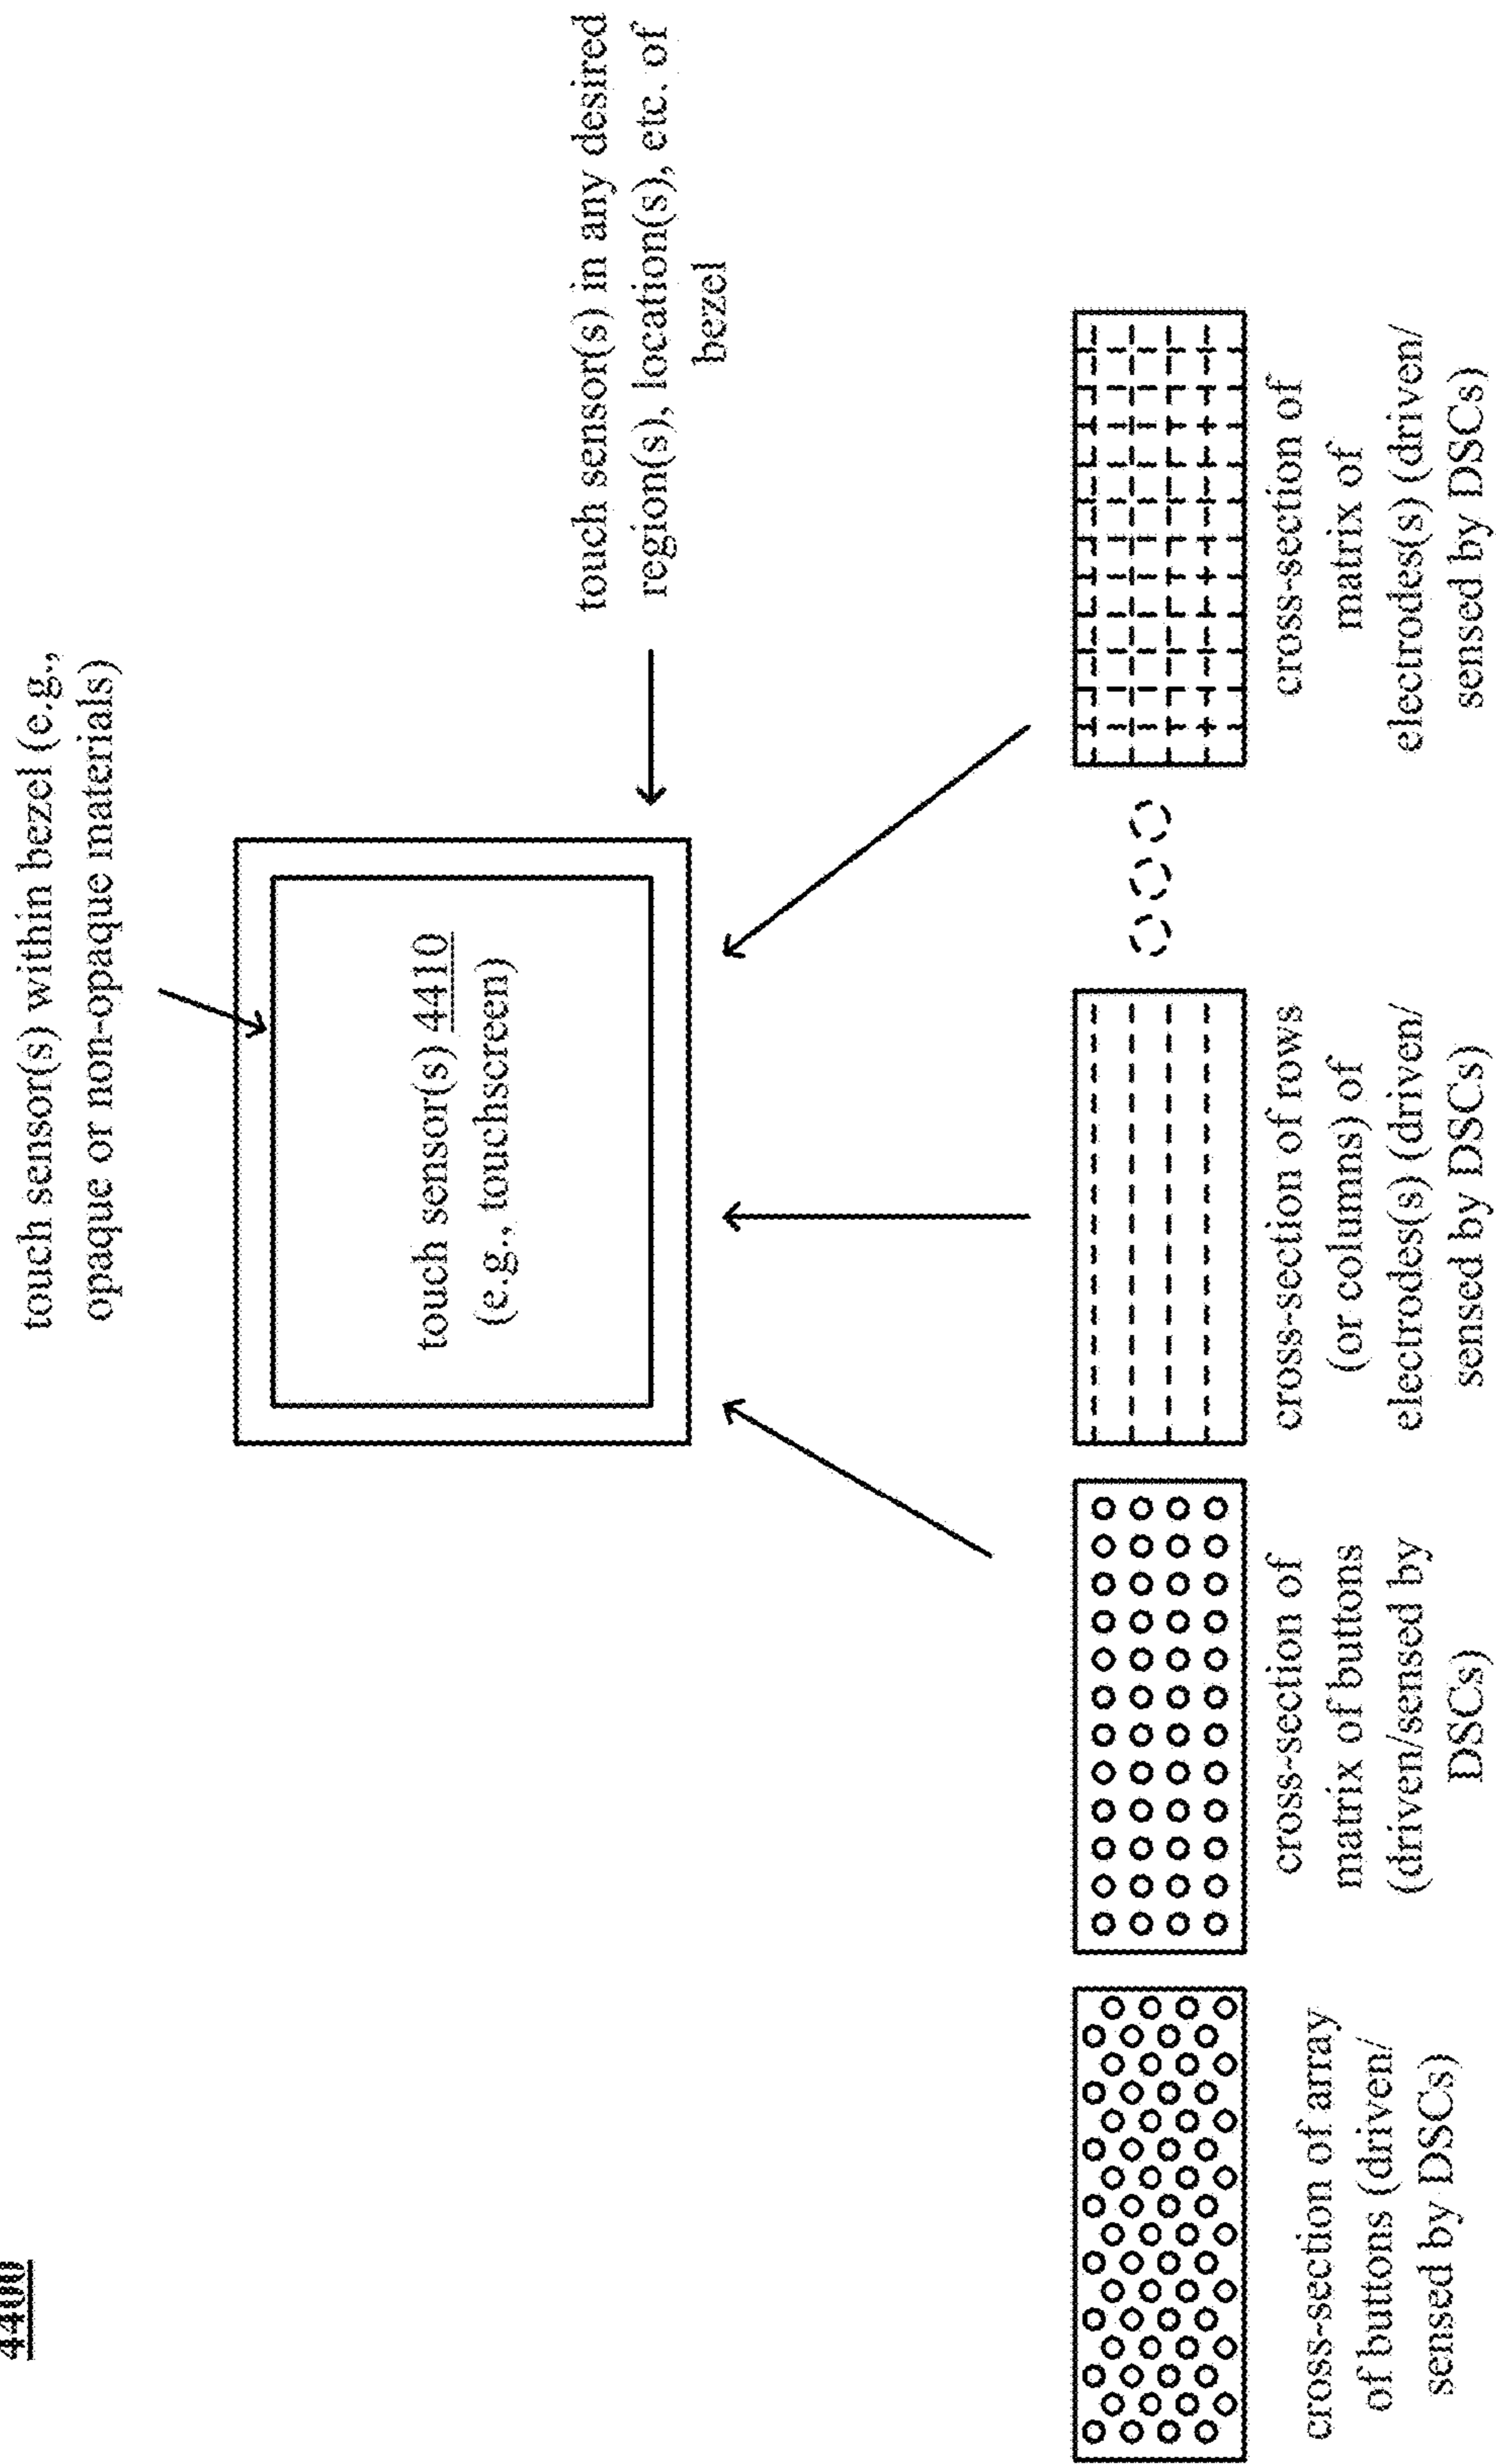 4400
touch sensor(s) within bezel (e.g.,
opaque or non-opaque materials)
touch sensor(s) 4410
(e.g., touchscreen)
touch sensor(s) in any desired
region(s), location(s), etc. of
bezel
cross-section of array
of buttons (driven/
sensed by DSCs)
cross-section of
matrix of buttons
(driven/sensed by
DSCs)
cross-section of rows
(or columns) of
electrodes(s) (driven/
sensed by DSCs)
cross-section of
matrix of
electrodes(s) (driven/
sensed by DSCs)